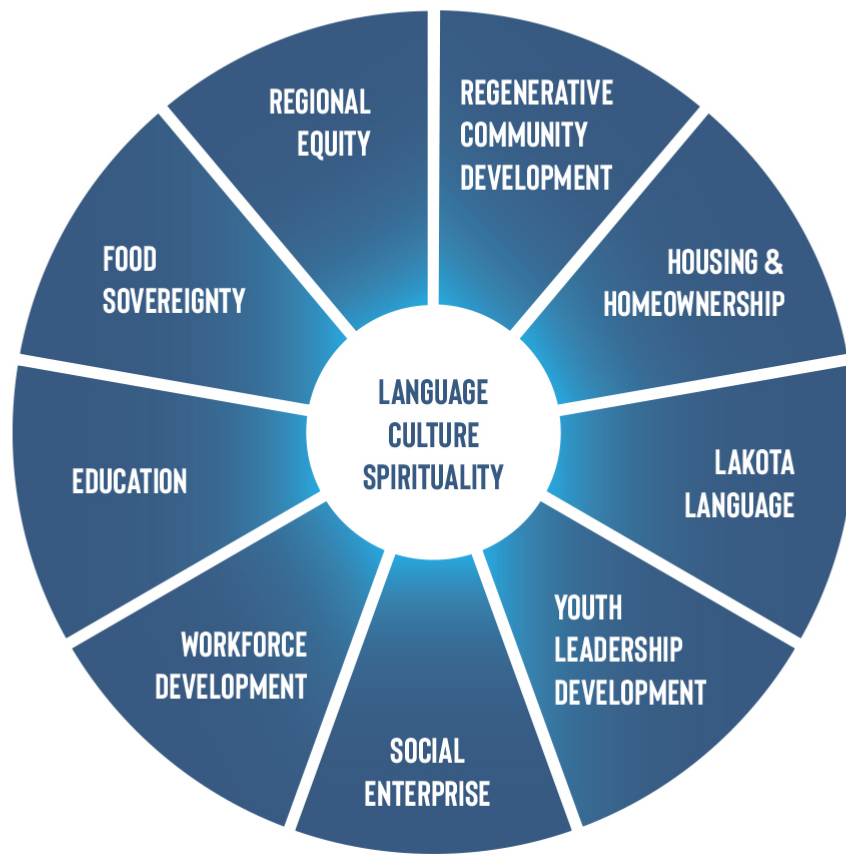 REGIONAL
EQUITY
REGENERATIVE
COMMUNITY
DEVELOPMENT
HOUSING &
HOMEOWNERSHIP
LAKOTA
LANGUAGE
YOUTH
LEADERSHIP
DEVELOPMENT
SOCIAL
ENTERPRISE
WORKFORCE
DEVELOPMENT
EDUCATION
FOOD
SOVEREIGNTY
LANGUAGE
CULTURE
SPIRITUALITY